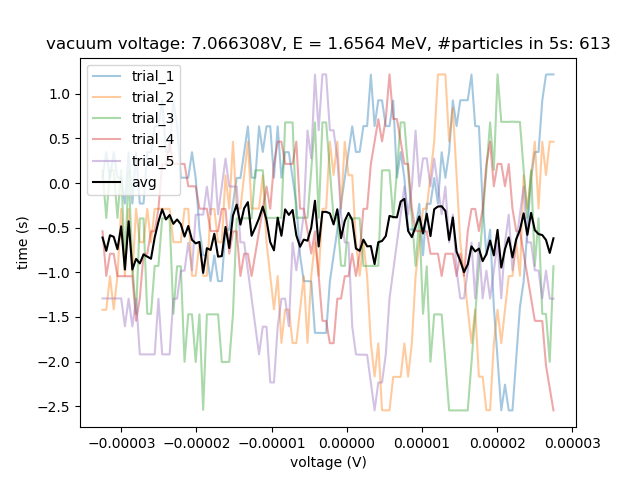 vacuum voltage: 7.066308V, E = 1.6564 MeV, #particles in 5s: 613
trial_1
trial_2
trial_3
trial_4
trial_5
avg
time (s)
1.0
0.5
0.0
−0.5
−1.0
−1.5
−2.0
−2.5
−0.00003 −0.00002 −0.00001 0.00000 0.00001 0.00002 0.00003
voltage (V)